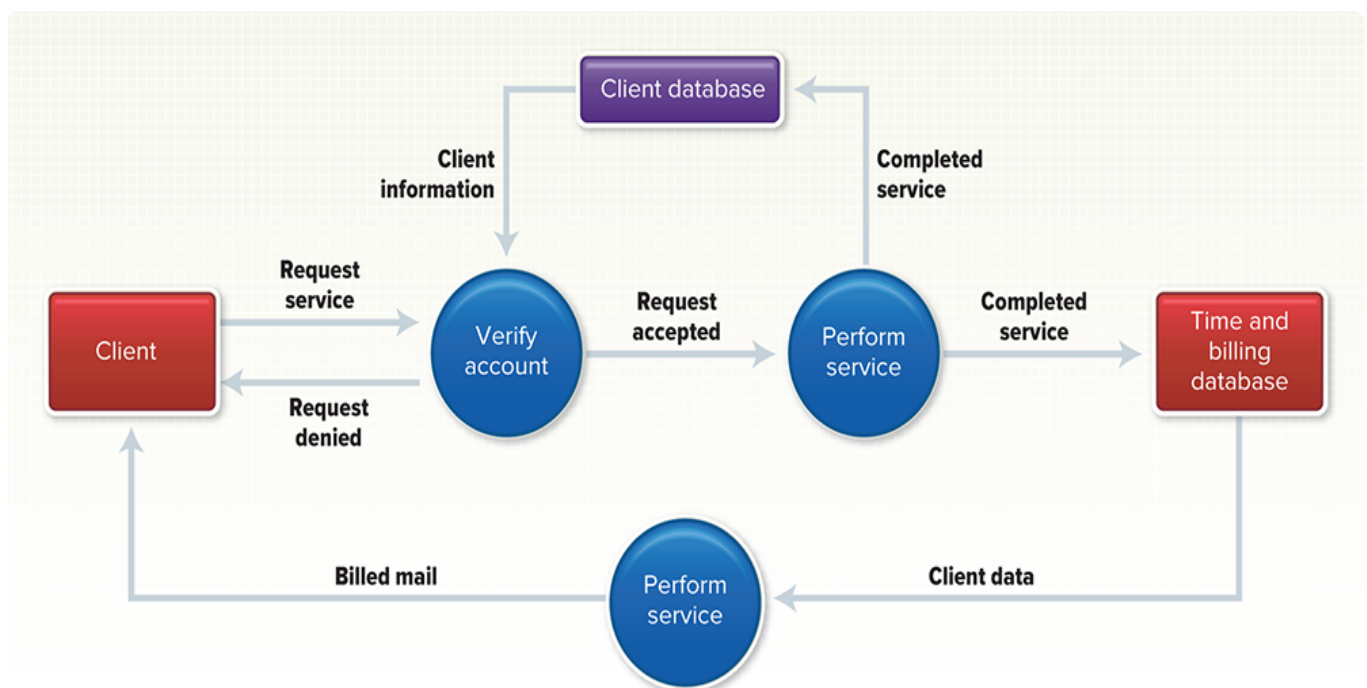 Client database
Client
information
Completed
service
Request
service
Client
Request
denied
Verify
account
Request
accepted
Perform
service
Completed
service
Time and
billing
database
Billed mail
Perform
service
Client data